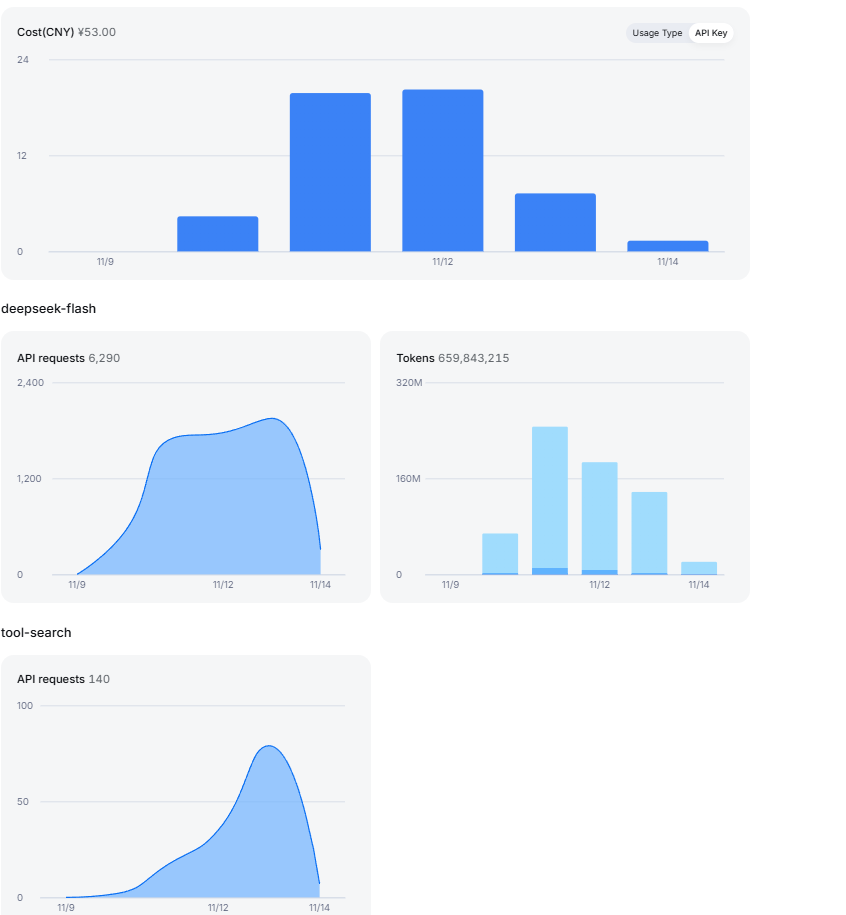 Cost(CNY) ¥53.00
Usage Type API Key
24
12
0
11/9 11/12 11/14
deepseek-flash
API requests 6,290
2,400
1,200
0
11/9 11/12 11/14
Tokens 659,843,215
320M
160M
0
11/9 11/12 11/14
tool-search
API requests 140
100
50
0
11/9 11/12 11/14